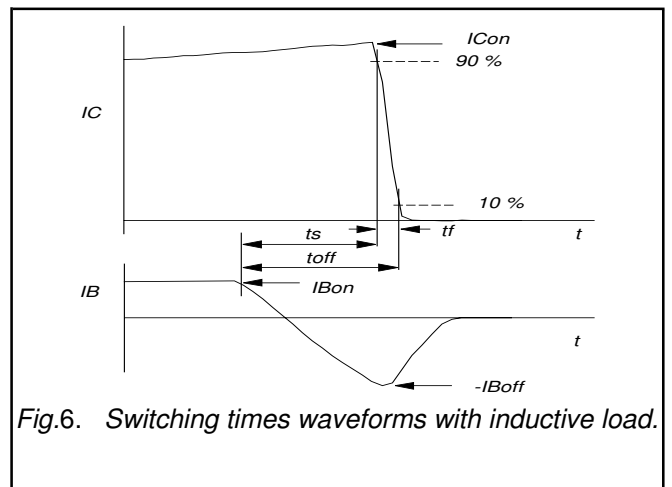 ICon
90 %
IC
10 %
ts
tf
t
toff
IB
IBon
t
-IBoff
Fig.6. Switching times waveforms with inductive load.